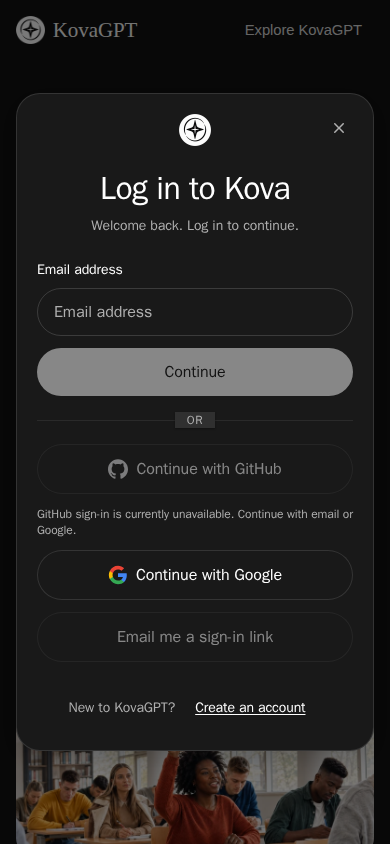 KovaGPT
Explore KovaGPT
Log in to Kova
Welcome back. Log in to continue.
Email address
Email address
Continue
OR
Continue with GitHub
GitHub sign-in is currently unavailable. Continue with email or
Google.
Continue with Google
Email me a sign-in link
New to KovaGPT? Create an account